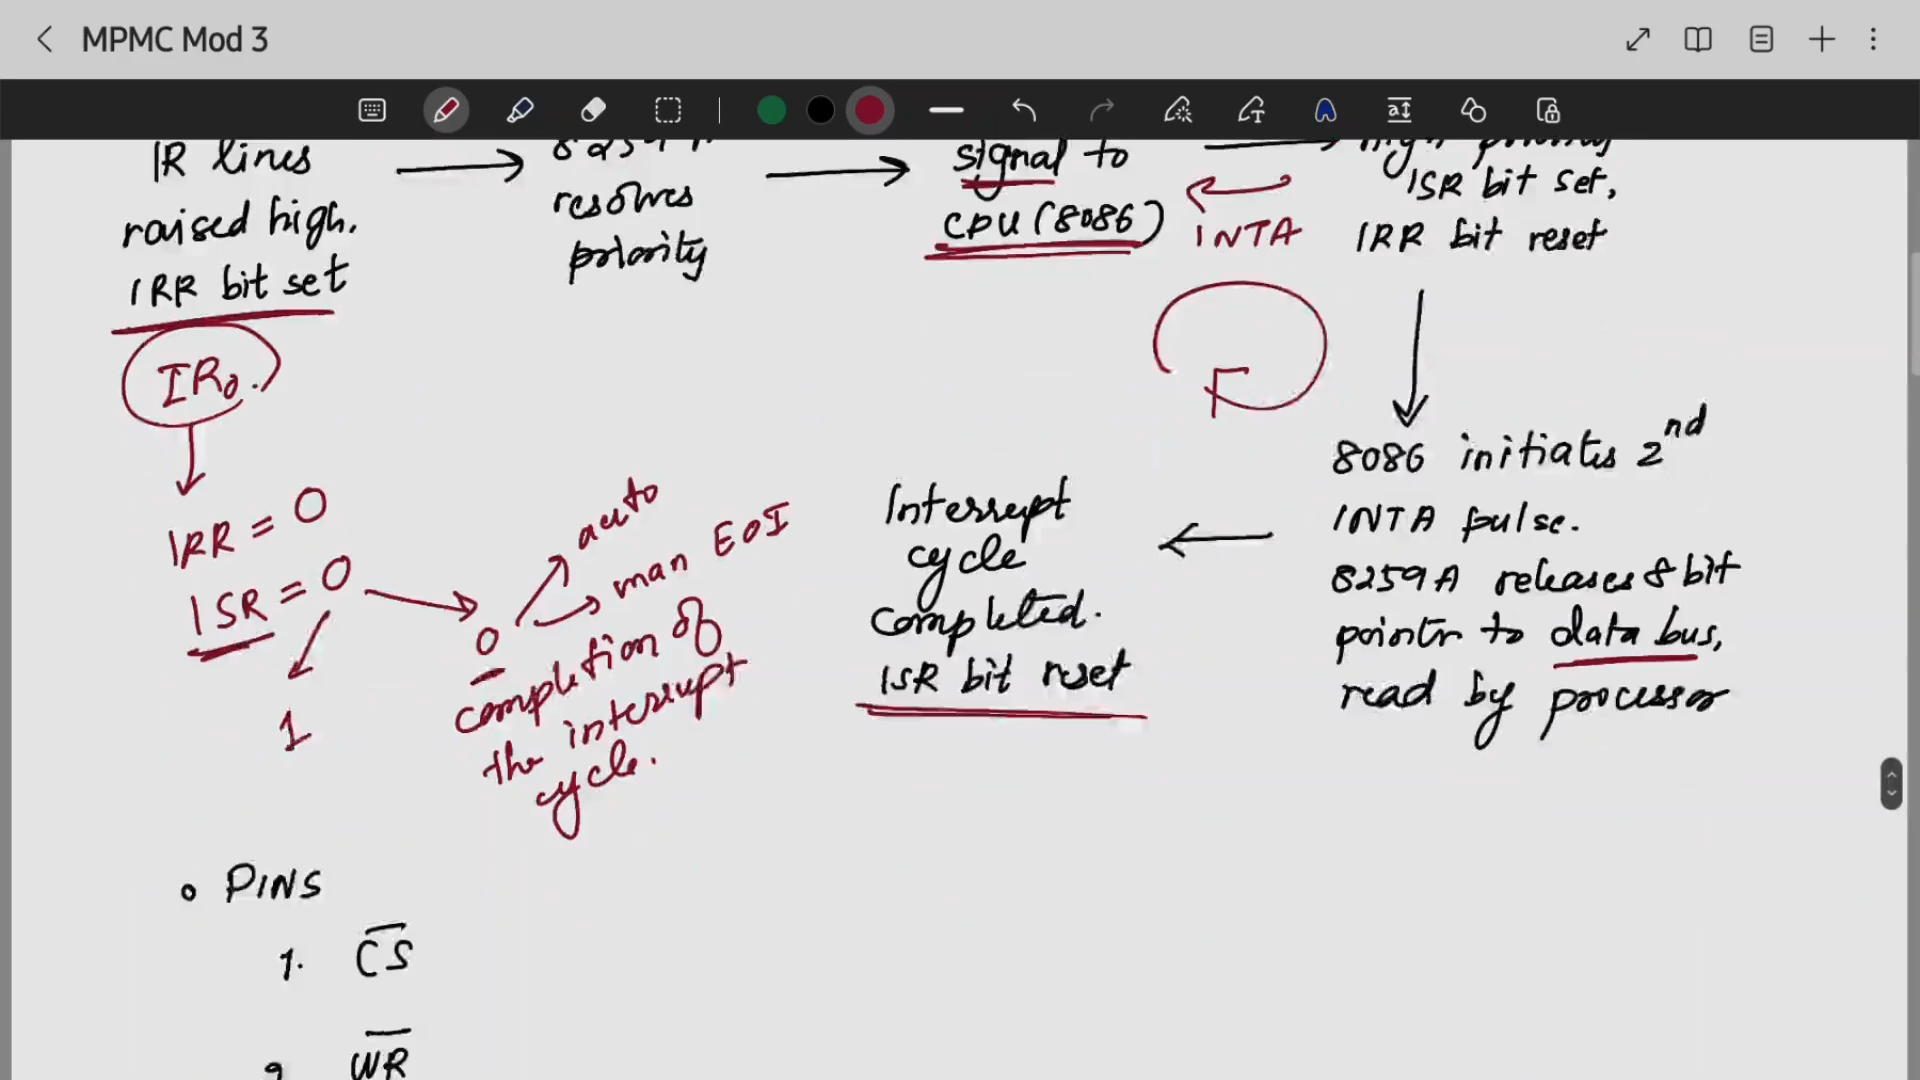 MPMC Mod 3
IR lines
raised high.
IRR bit set
resolves
priority
signal to
CPU (8086)
INTA
ISR bit set,
IRR bit reset
IR0.
IRR = 0
ISR = 0
1
0
auto
man EOI
completion of
the interrupt
cycle.
8086 initiates 2nd
INTA pulse.
8259A releases 8 bit
pointr to data bus,
read by processor
Interrupt
cycle
completed.
ISR bit reset
• PINS
1. CS
WR